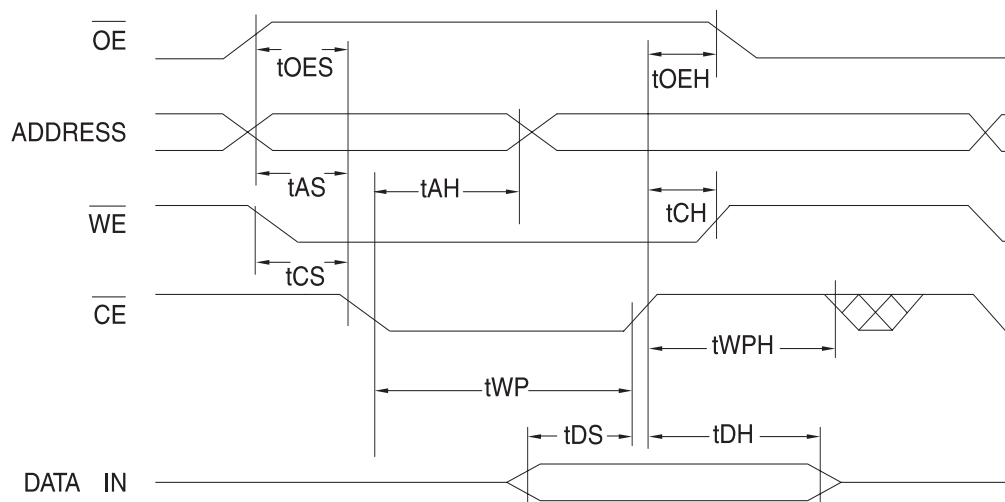 OE
tOES
tOEH
ADDRESS
tAS
tAH
tCH
WE
tCS
CE
tWPH
tWP
tDS
tDH
DATA IN